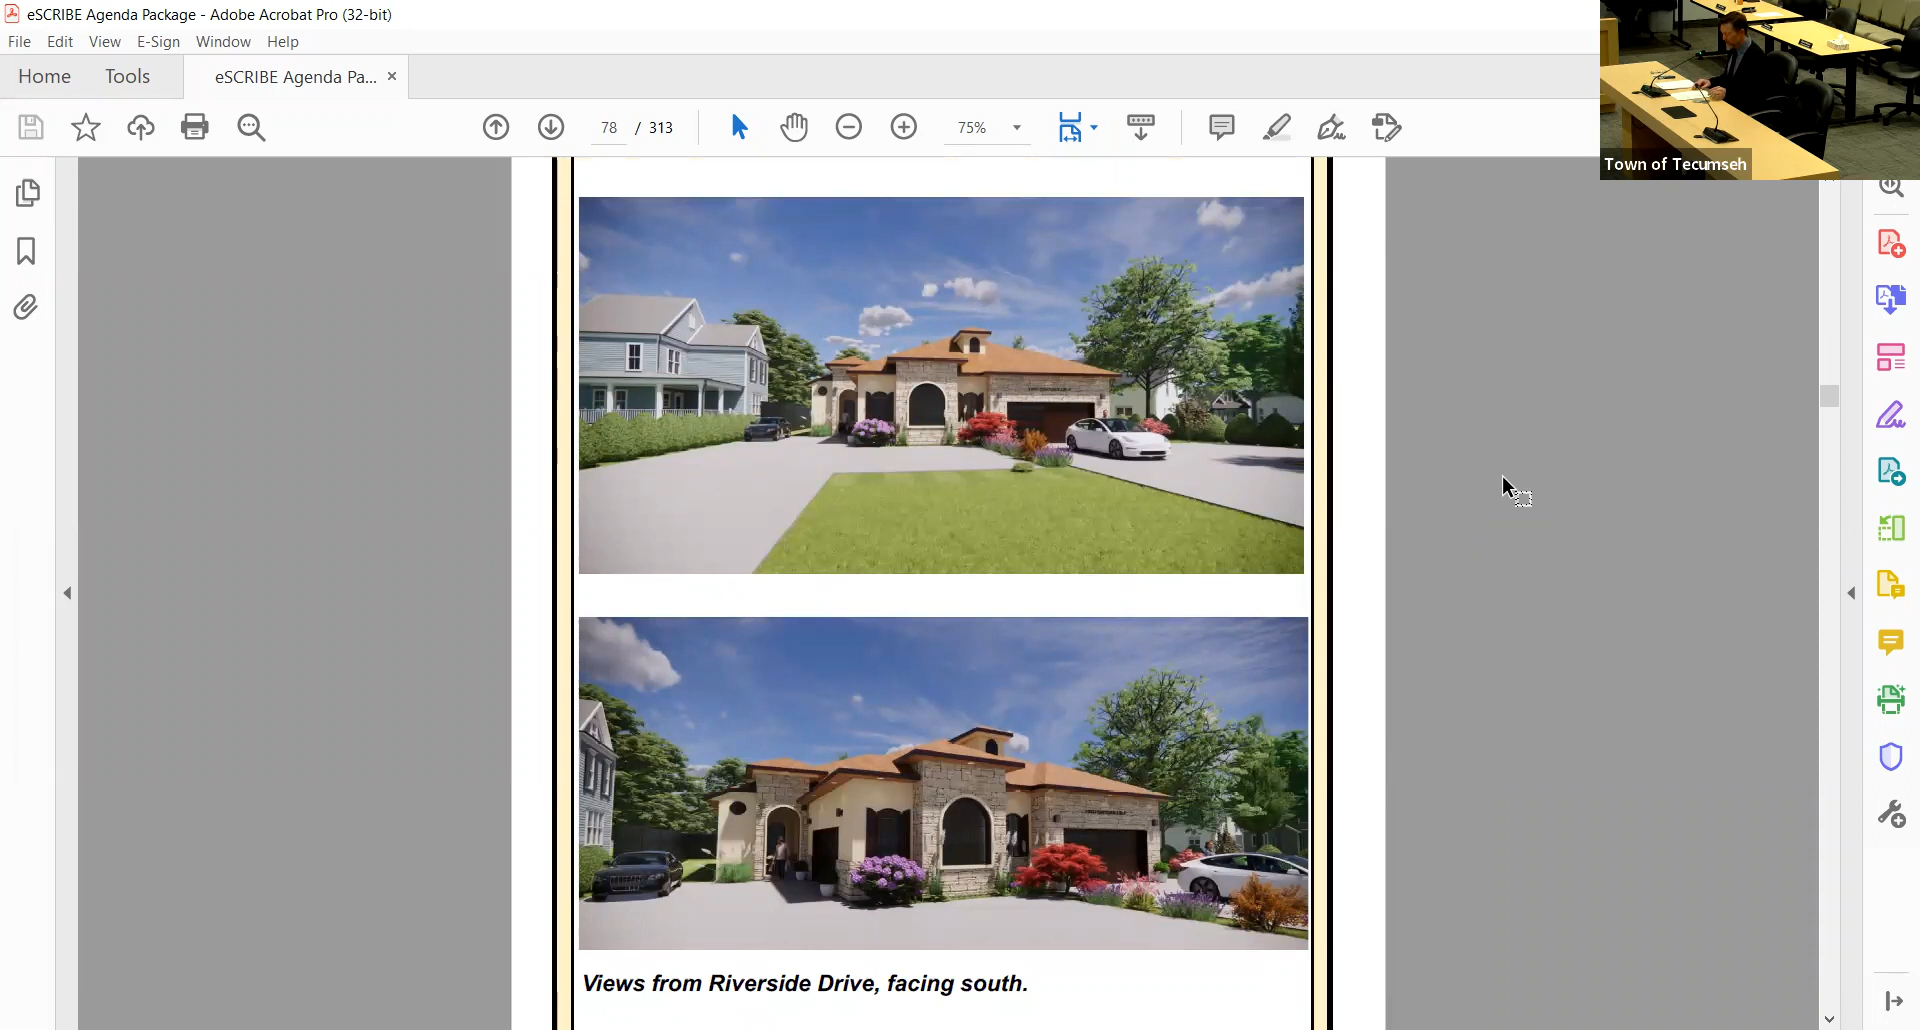 eSCRIBE Agenda Package - Adobe Acrobat Pro (32-bit)
File Edit View E-Sign Window Help
Home Tools eSCRIBE Agenda Pa... ×
78 / 313 75%
Town of Tecumseh
Views from Riverside Drive, facing south.